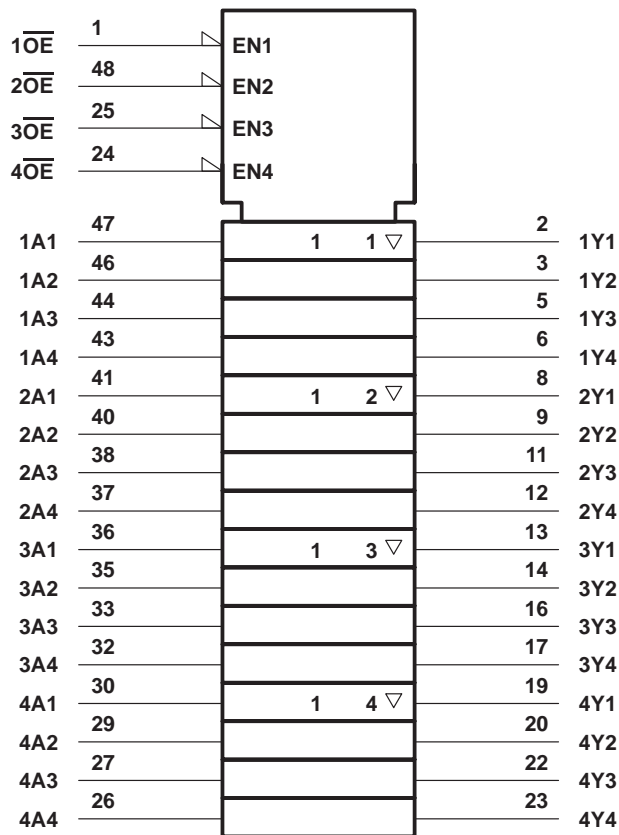 1O̅E̅ 1 EN1
2O̅E̅ 48 EN2
3O̅E̅ 25 EN3
4O̅E̅ 24 EN4
1A1 47 1 1 ▽ 2 1Y1
1A2 46 3 1Y2
1A3 44 5 1Y3
1A4 43 6 1Y4
2A1 41 1 2 ▽ 8 2Y1
2A2 40 9 2Y2
2A3 38 11 2Y3
2A4 37 12 2Y4
3A1 36 1 3 ▽ 13 3Y1
3A2 35 14 3Y2
3A3 33 16 3Y3
3A4 32 17 3Y4
4A1 30 1 4 ▽ 19 4Y1
4A2 29 20 4Y2
4A3 27 22 4Y3
4A4 26 23 4Y4